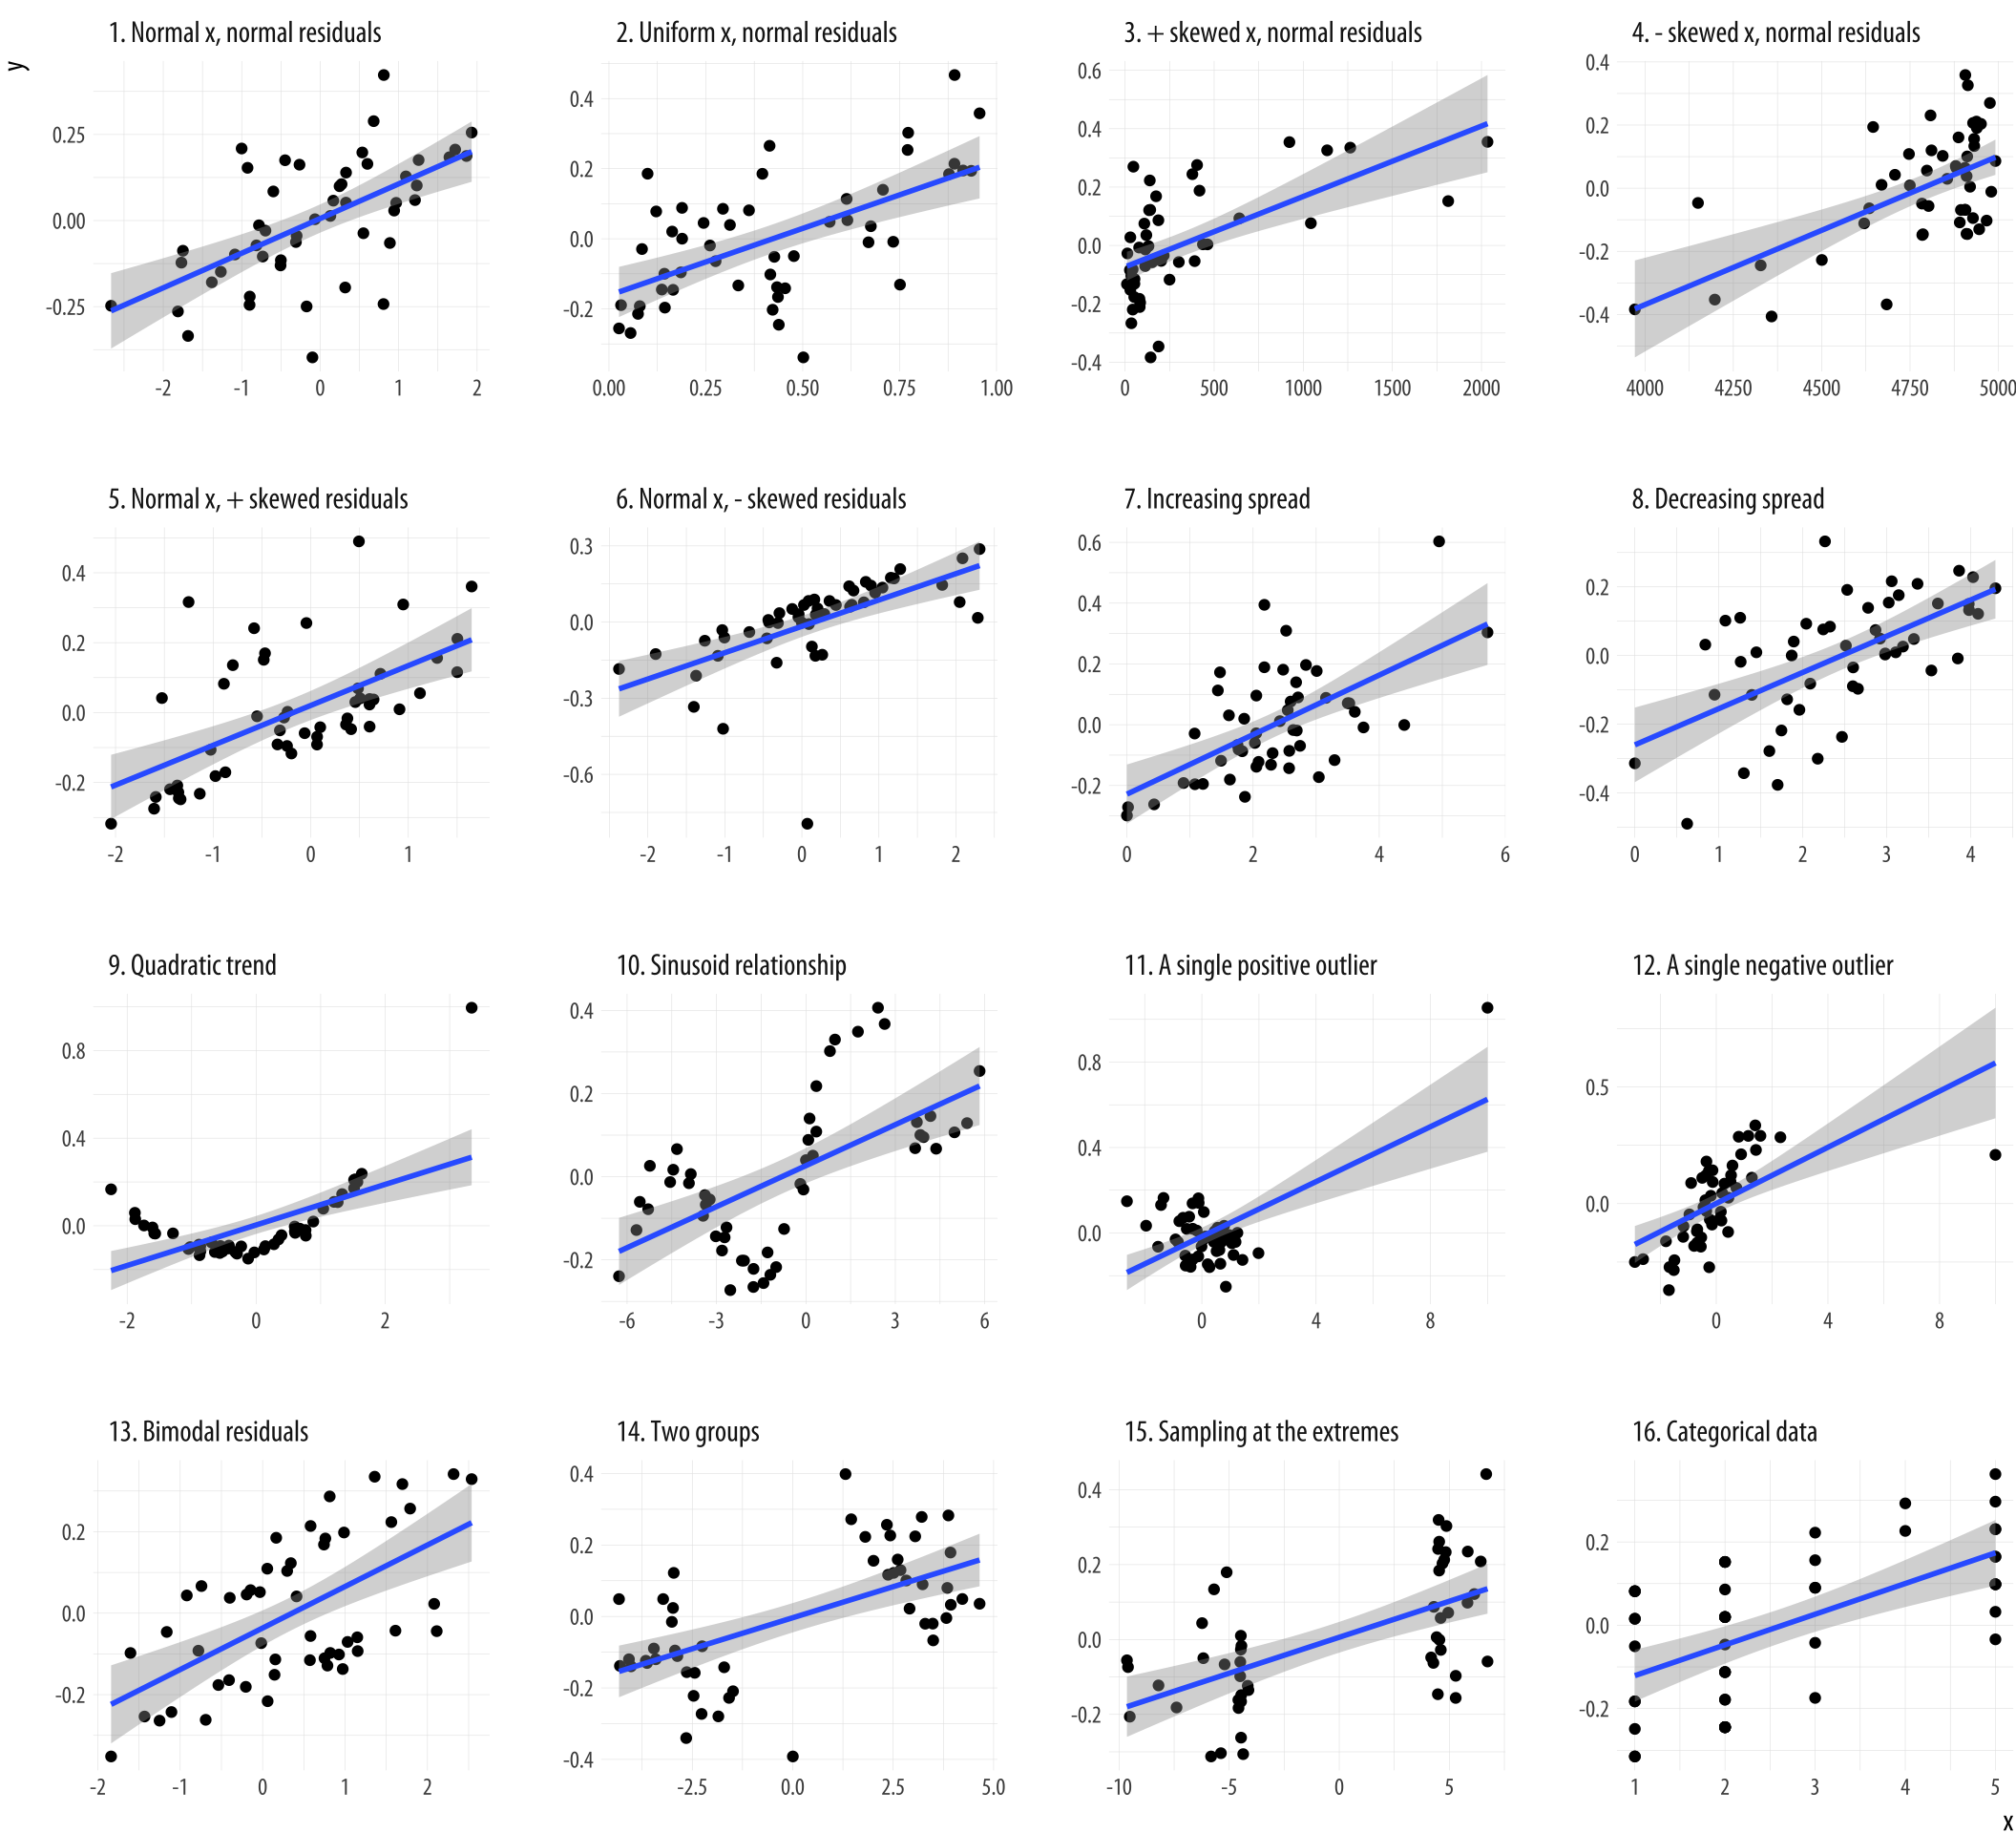 y
1. Normal x, normal residuals
0.25
0.00
-0.25
-2 -1 0 1 2
2. Uniform x, normal residuals
0.4
0.2
0.0
-0.2
0.00 0.25 0.50 0.75 1.00
3. + skewed x, normal residuals
0.6
0.4
0.2
0.0
-0.2
-0.4
0 500 1000 1500 2000
4. - skewed x, normal residuals
0.4
0.2
0.0
-0.2
-0.4
4000 4250 4500 4750 5000
5. Normal x, + skewed residuals
0.4
0.2
0.0
-0.2
-2 -1 0 1
6. Normal x, - skewed residuals
0.3
0.0
-0.3
-0.6
-2 -1 0 1 2
7. Increasing spread
0.6
0.4
0.2
0.0
-0.2
0 2 4 6
8. Decreasing spread
0.2
0.0
-0.2
-0.4
0 1 2 3 4
9. Quadratic trend
0.8
0.4
0.0
-2 0 2
10. Sinusoid relationship
0.4
0.2
0.0
-0.2
-6 -3 0 3 6
11. A single positive outlier
0.8
0.4
0.0
0 4 8
12. A single negative outlier
0.5
0.0
0 4 8
13. Bimodal residuals
0.2
0.0
-0.2
-2 -1 0 1 2
14. Two groups
0.4
0.2
0.0
-0.2
-0.4
-2.5 0.0 2.5 5.0
15. Sampling at the extremes
0.4
0.2
0.0
-0.2
-10 -5 0 5
16. Categorical data
0.2
0.0
-0.2
1 2 3 4 5
x